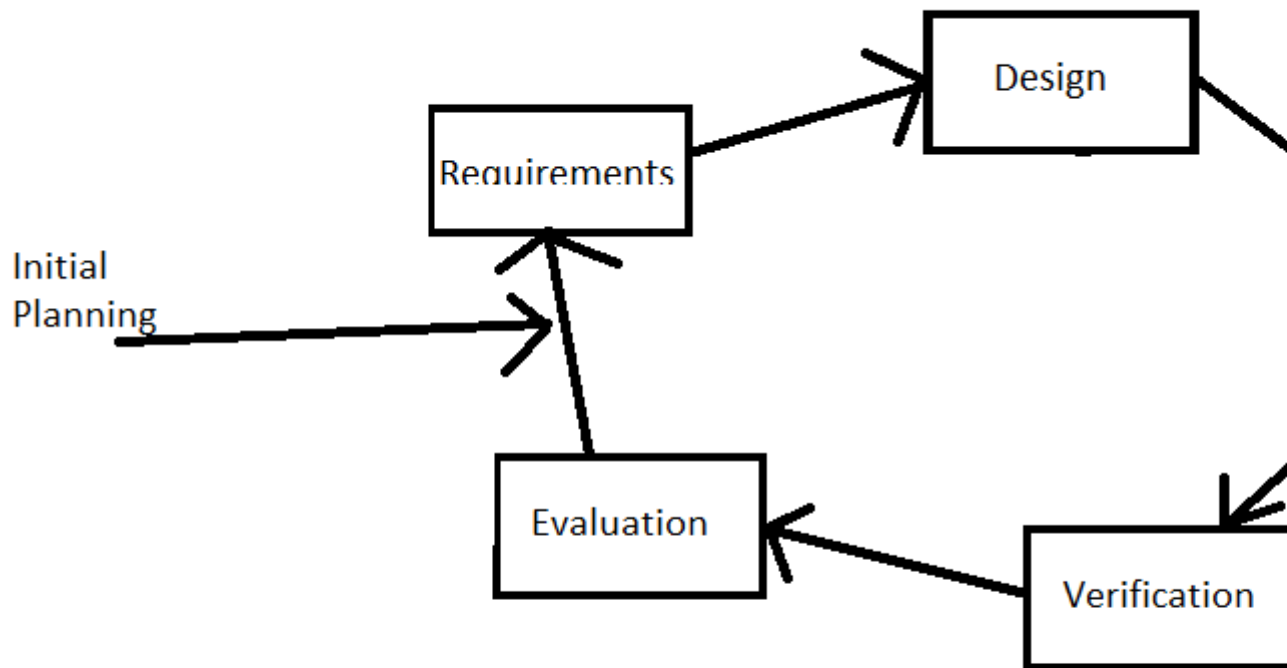 Design
Requirements
Initial
Planning
Evaluation
Verification